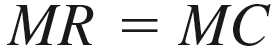 MR = MC